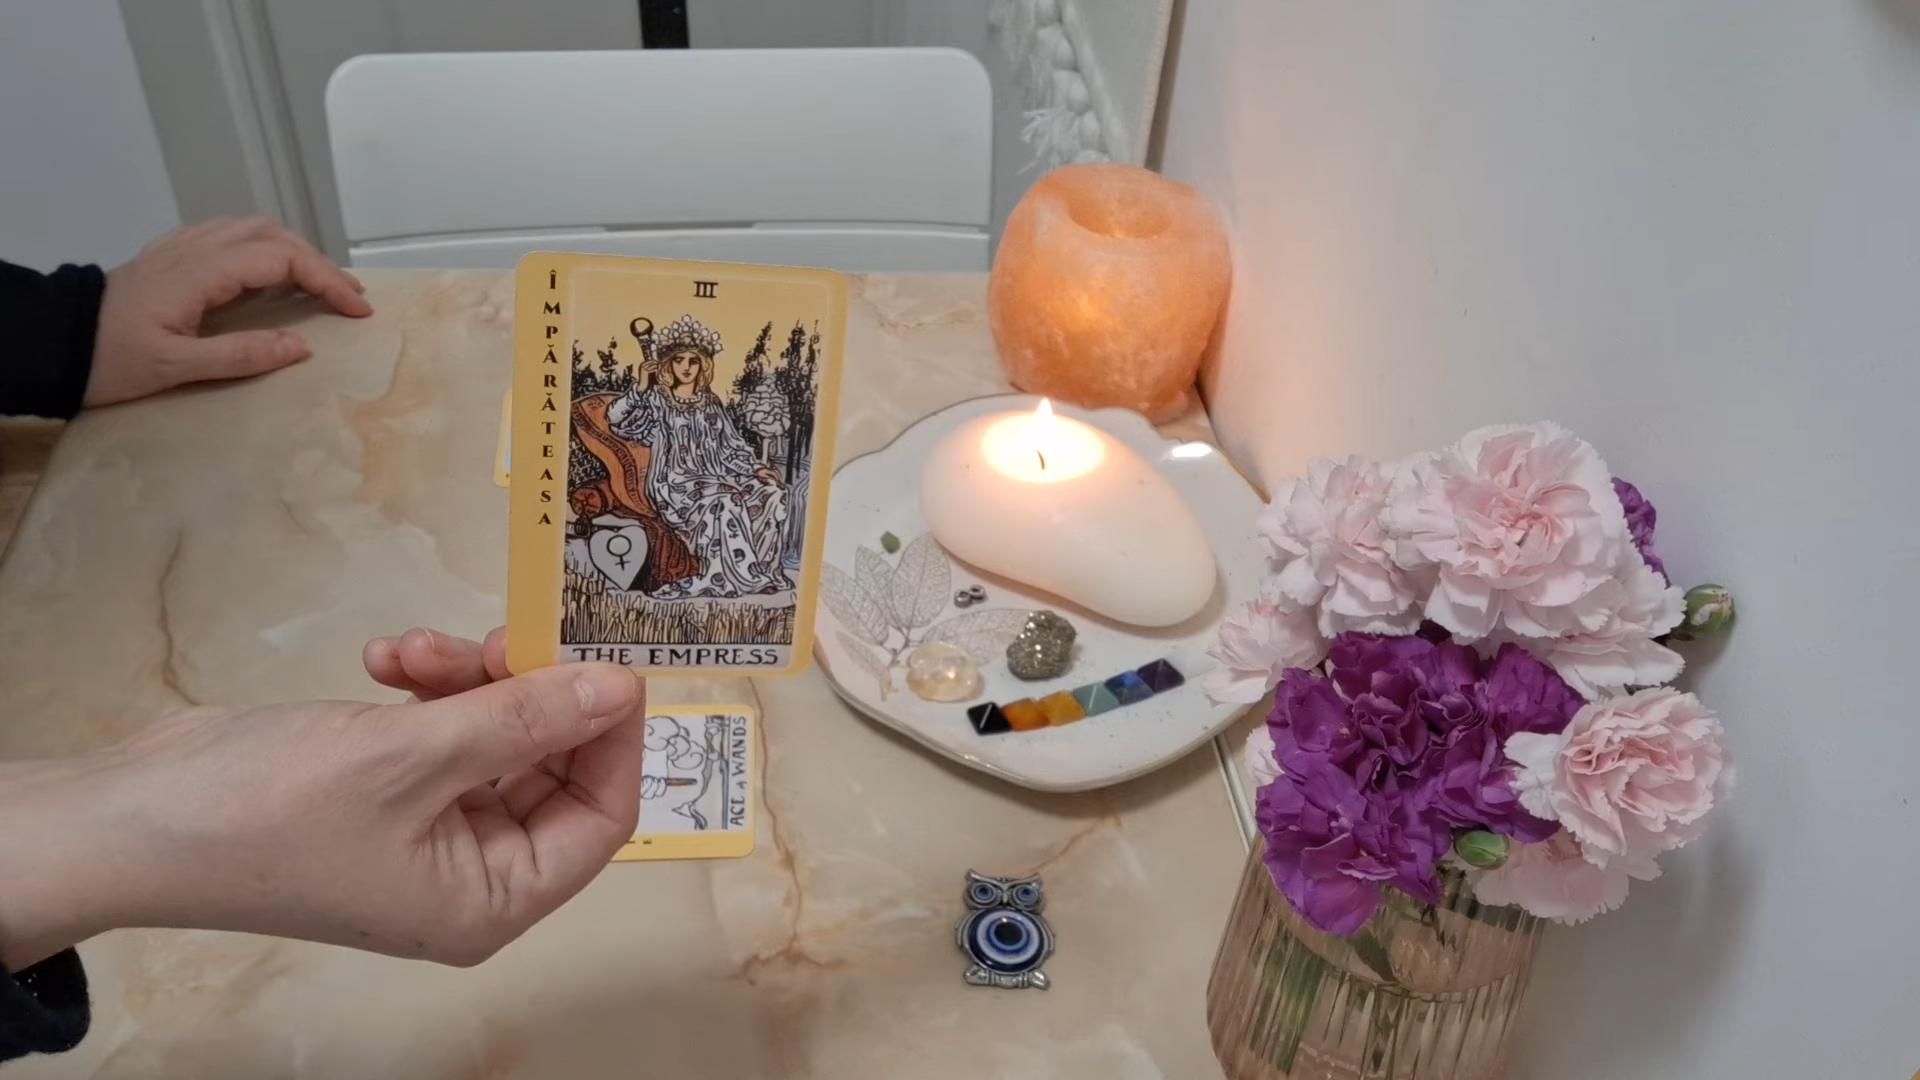 ÎMPĂRĂTEASA
III
THE EMPRESS
ACE of WANDS